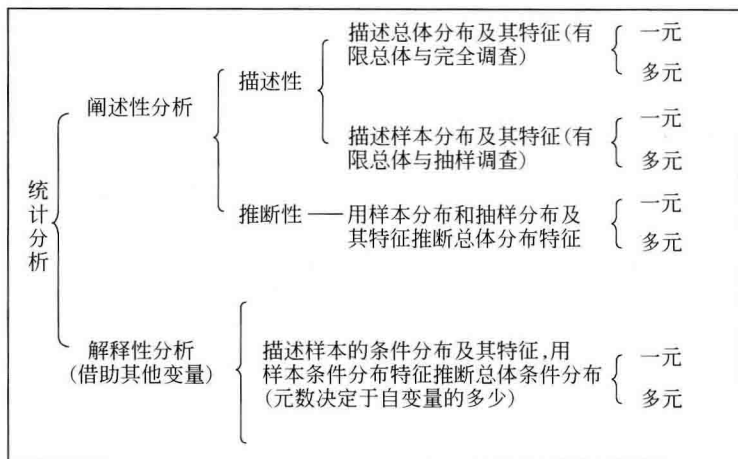 统计分析
阐述性分析
描述性
描述总体分布及其特征(有
限总体与完全调查)
一元
多元
描述样本分布及其特征(有
限总体与抽样调查)
一元
多元
推断性
用样本分布和抽样分布及
其特征推断总体分布特征
一元
多元
解释性分析
(借助其他变量)
描述样本的条件分布及其特征,用
样本条件分布特征推断总体条件分布
(元数决定于自变量的多少)
一元
多元